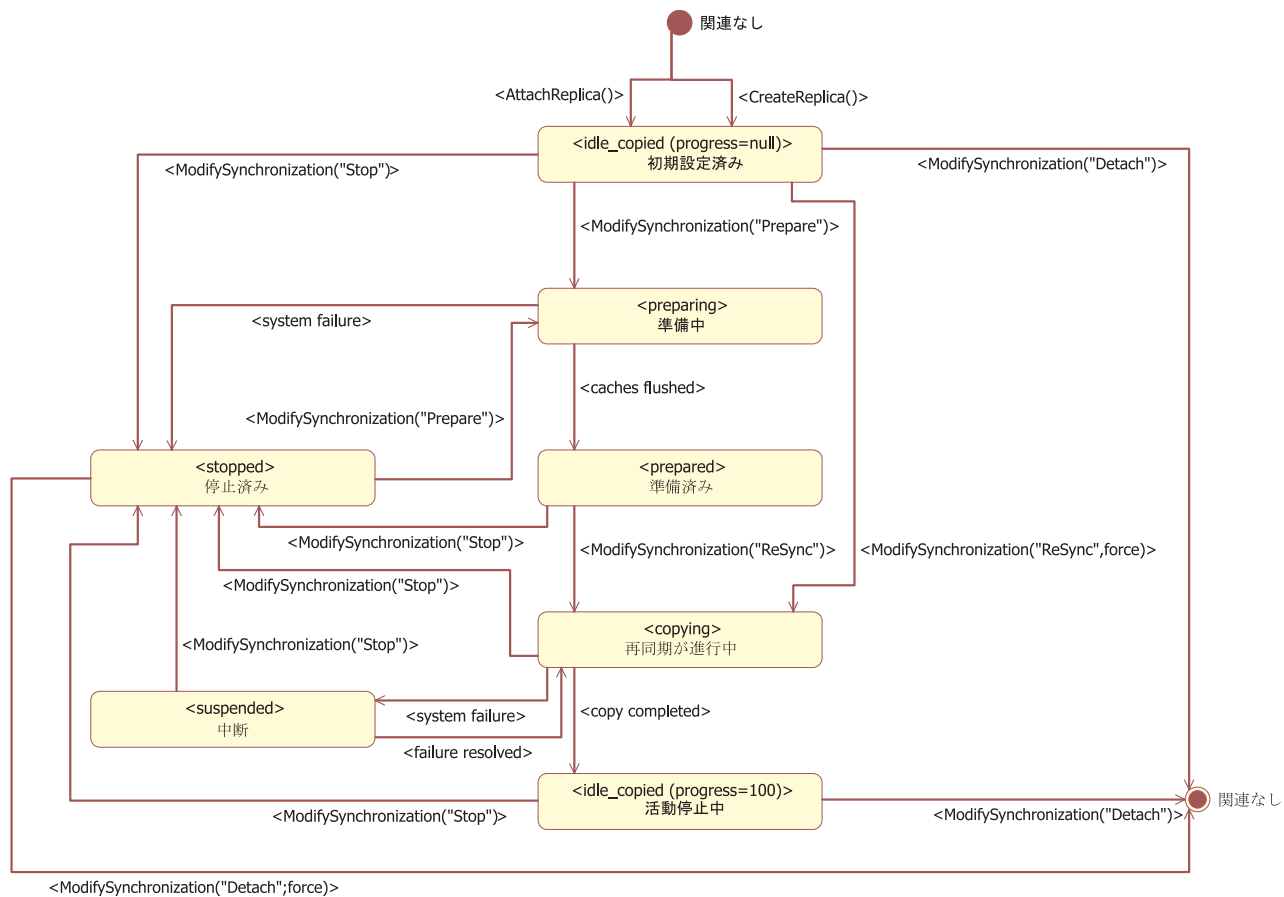 関連なし
<AttachReplica()>
<CreateReplica()>
<idle_copied (progress=null)>
初期設定済み
<ModifySynchronization("Stop")>
<ModifySynchronization("Detach")>
<ModifySynchronization("Prepare")>
<preparing>
準備中
<system failure>
<caches flushed>
<ModifySynchronization("Prepare")>
<stopped>
停止済み
<prepared>
準備済み
<ModifySynchronization("Stop")>
<ModifySynchronization("ReSync")>
<ModifySynchronization("ReSync",force)>
<ModifySynchronization("Stop")>
<copying>
再同期が進行中
<ModifySynchronization("Stop")>
<suspended>
中断
<system failure>
<copy completed>
<failure resolved>
<idle_copied (progress=100)>
活動停止中
関連なし
<ModifySynchronization("Stop")>
<ModifySynchronization("Detach")>
<ModifySynchronization("Detach";force)>